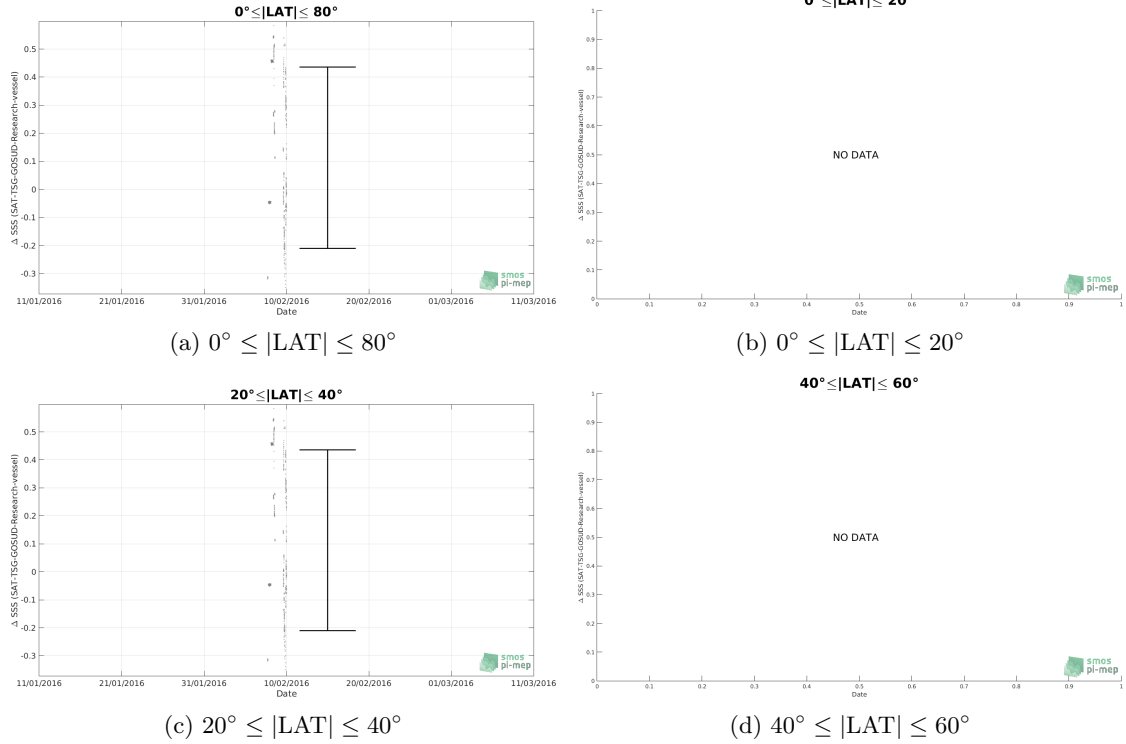 0°≤|LAT|≤ 80°
Δ SSS (SAT-TSG-GOSUD-Research-vessel)
0.5
0.4
0.3
0.2
0.1
0
-0.1
-0.2
-0.3
11/01/2016 21/01/2016 31/01/2016 10/02/2016 20/02/2016 01/03/2016 11/03/2016
Date
smos
pi-mep
(a) 0° ≤ |LAT| ≤ 80°
0°≤|LAT|≤ 20°
Δ SSS (SAT-TSG-GOSUD-Research-vessel)
1
0.9
0.8
0.7
0.6
0.5
0.4
0.3
0.2
0.1
0
NO DATA
0 0.1 0.2 0.3 0.4 0.5 0.6 0.7 0.8 0.9 1
Date
smos
pi-mep
(b) 0° ≤ |LAT| ≤ 20°
20°≤|LAT|≤ 40°
Δ SSS (SAT-TSG-GOSUD-Research-vessel)
0.5
0.4
0.3
0.2
0.1
0
-0.1
-0.2
-0.3
11/01/2016 21/01/2016 31/01/2016 10/02/2016 20/02/2016 01/03/2016 11/03/2016
Date
smos
pi-mep
(c) 20° ≤ |LAT| ≤ 40°
40°≤|LAT|≤ 60°
Δ SSS (SAT-TSG-GOSUD-Research-vessel)
1
0.9
0.8
0.7
0.6
0.5
0.4
0.3
0.2
0.1
0
NO DATA
0 0.1 0.2 0.3 0.4 0.5 0.6 0.7 0.8 0.9 1
Date
smos
pi-mep
(d) 40° ≤ |LAT| ≤ 60°